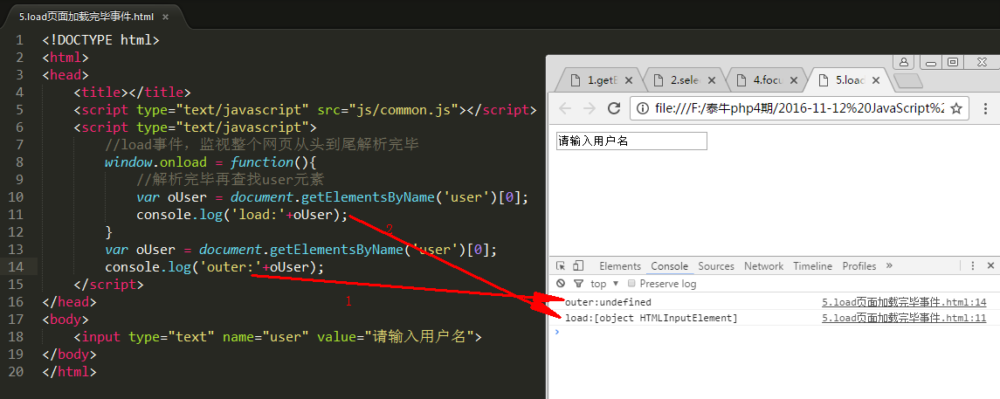 5.load页面加载完毕事件.html ×
1 <!DOCTYPE html>
2 <html>
3 <head>
4 <title></title>
5 <script type="text/javascript" src="js/common.js"></script>
6 <script type="text/javascript">
7 //load事件，监视整个网页从头到尾解析完毕
8 window.onload = function(){
9 //解析完毕再查找user元素
10 var oUser = document.getElementsByName('user')[0];
11 console.log('load:'+oUser);
12 }
13 var oUser = document.getElementsByName('user')[0];
14 console.log('outer:'+oUser);
15 </script>
16 </head>
17 <body>
18 <input type="text" name="user" value="请输入用户名">
19 </body>
20 </html>
2
1
1.getE × 2.sele × 4.focu × 5.loac ×
file:///F:/泰牛php4期/2016-11-12%20JavaScript%2
请输入用户名
Elements Console Sources Network Timeline Profiles »
top ▼ Preserve log
outer:undefined 5.load页面加载完毕事件.html:14
load:[object HTMLInputElement] 5.load页面加载完毕事件.html:11